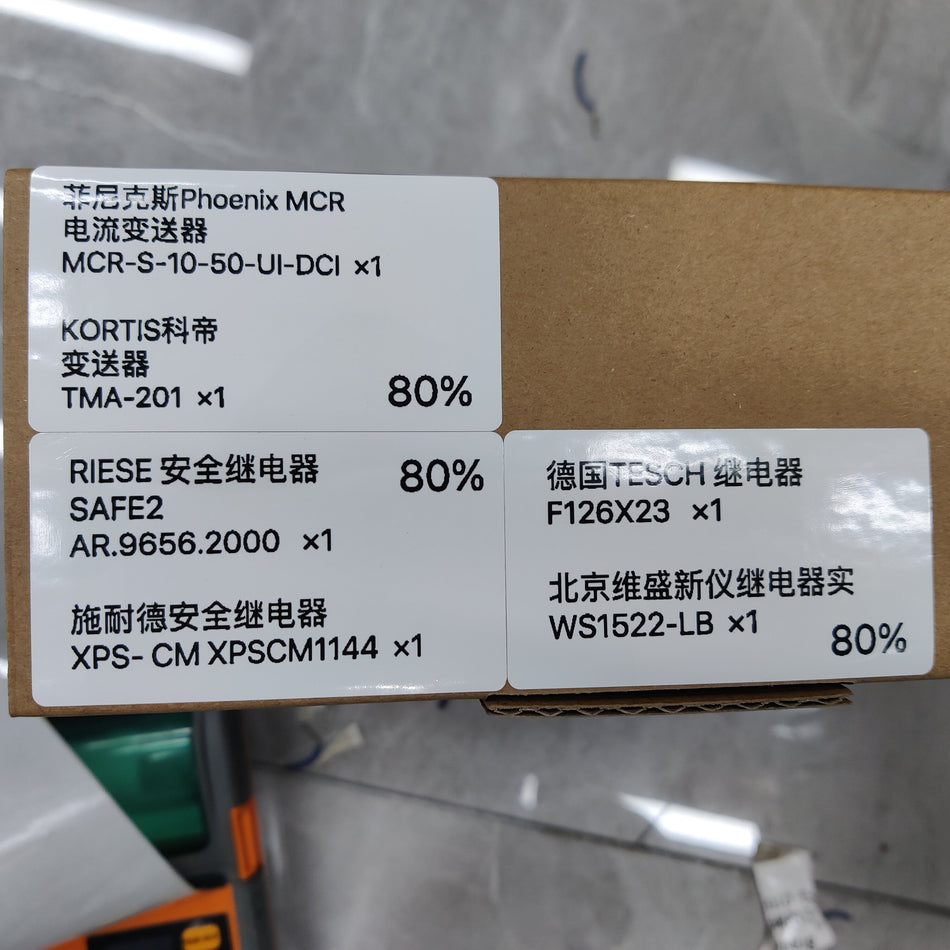 菲尼克斯Phoenix MCR
电流变送器
MCR-S-10-50-UI-DCI ×1
KORTIS科帝
变送器
TMA-201 ×1
80%
RIESE 安全继电器
80%
SAFE2
AR.9656.2000 ×1
施耐德安全继电器
XPS- CM XPSCM1144 ×1
德国TESCH 继电器
F126X23 ×1
北京维盛新仪继电器实
WS1522-LB ×1
80%